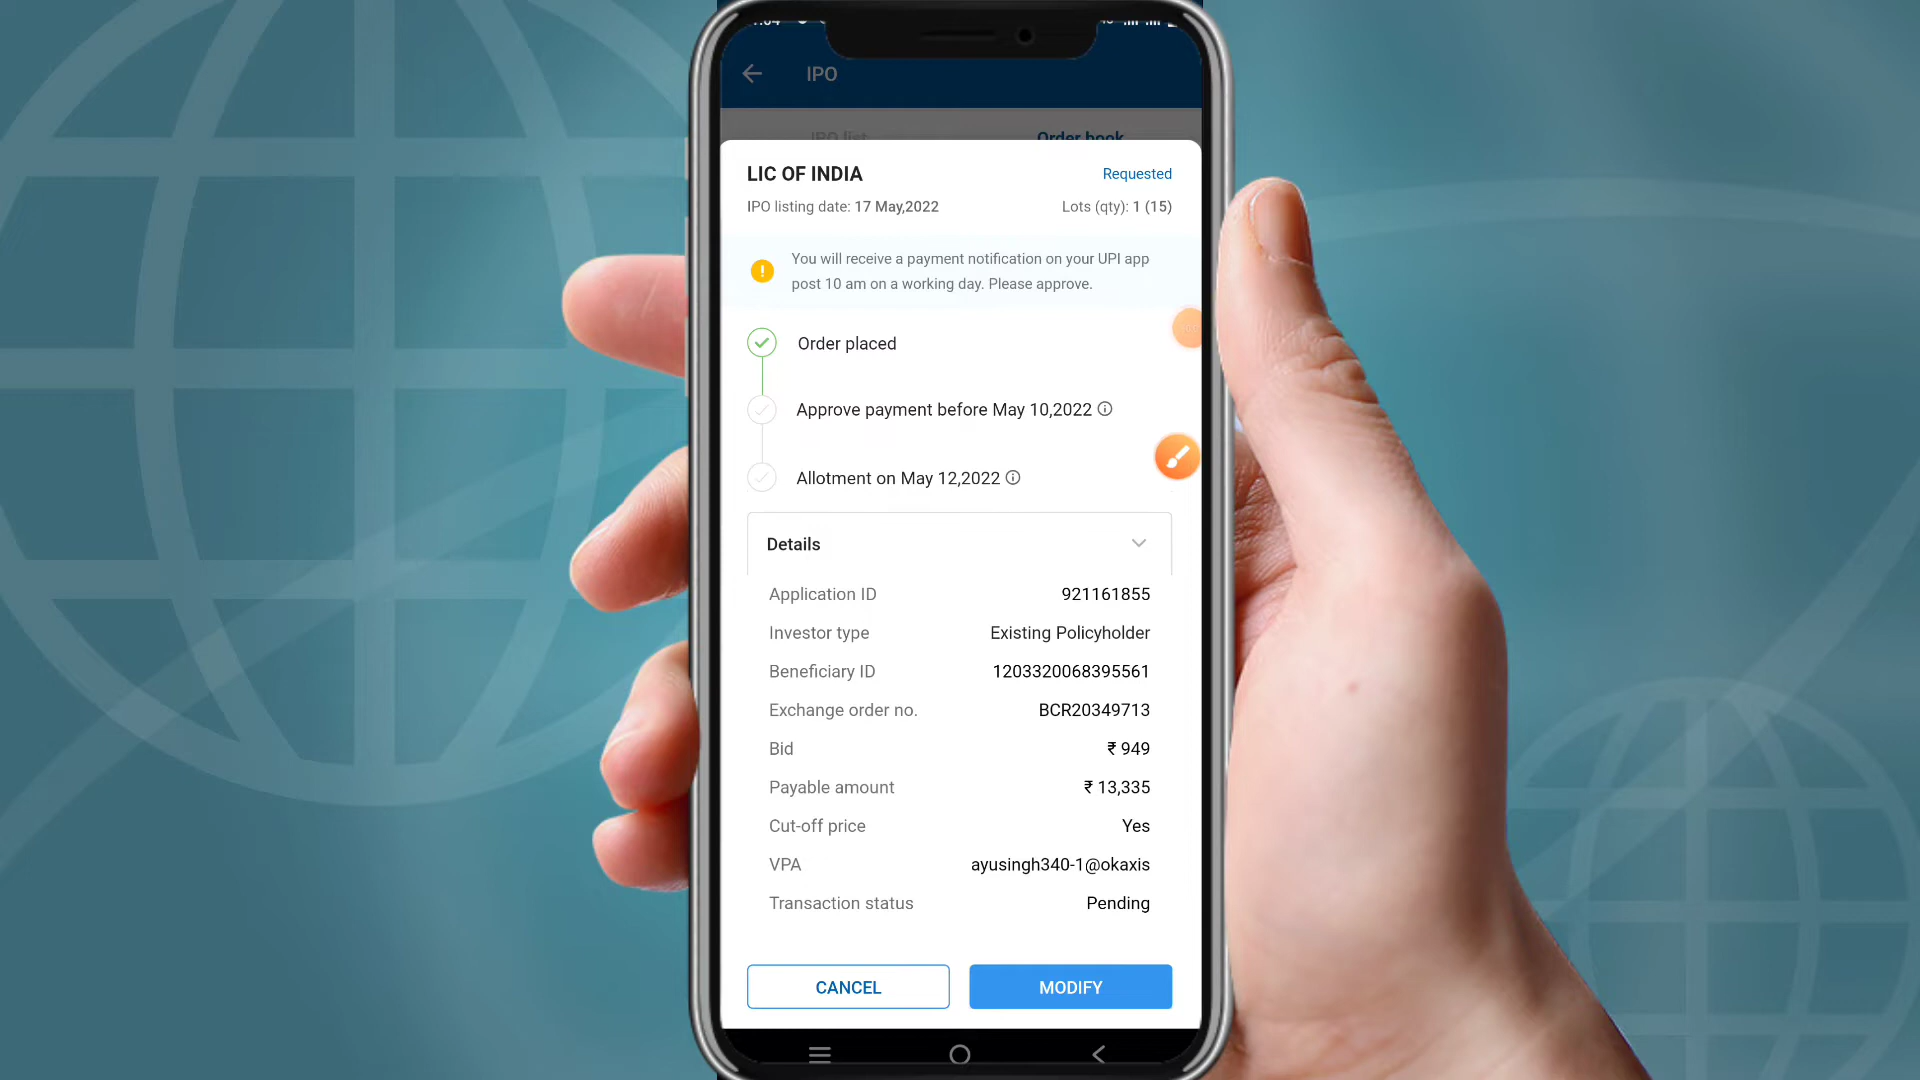 IPO
IPO list
Order book
LIC OF INDIA
Requested
IPO listing date: 17 May,2022
Lots (qty): 1 (15)
You will receive a payment notification on your UPI app
post 10 am on a working day. Please approve.
Order placed
Approve payment before May 10,2022
Allotment on May 12,2022
Details
Application ID 921161855
Investor type Existing Policyholder
Beneficiary ID 1203320068395561
Exchange order no. BCR20349713
Bid ₹ 949
Payable amount ₹ 13,335
Cut-off price Yes
VPA ayusingh340-1@okaxis
Transaction status Pending
CANCEL
MODIFY